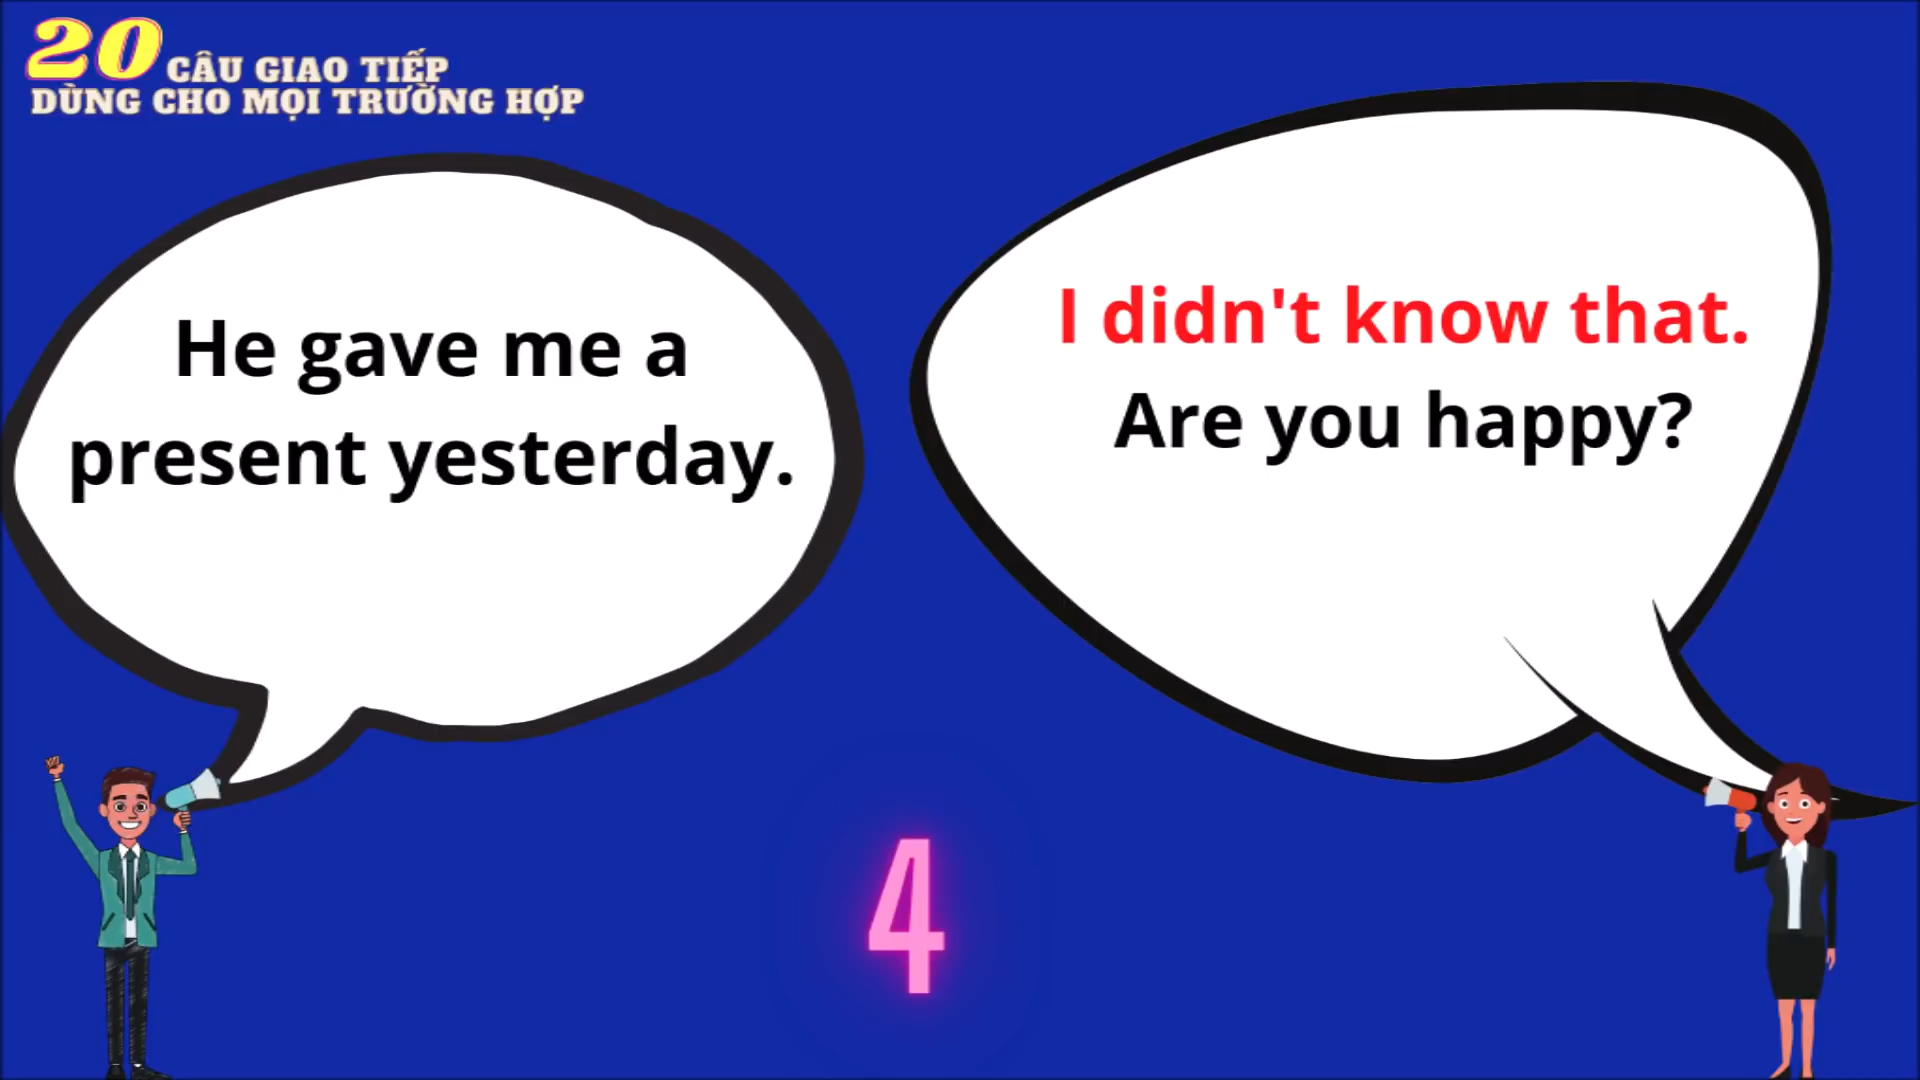 20 CÂU GIAO TIẾP
DÙNG CHO MỌI TRƯỜNG HỢP
He gave me a
present yesterday.
I didn't know that.
Are you happy?
4